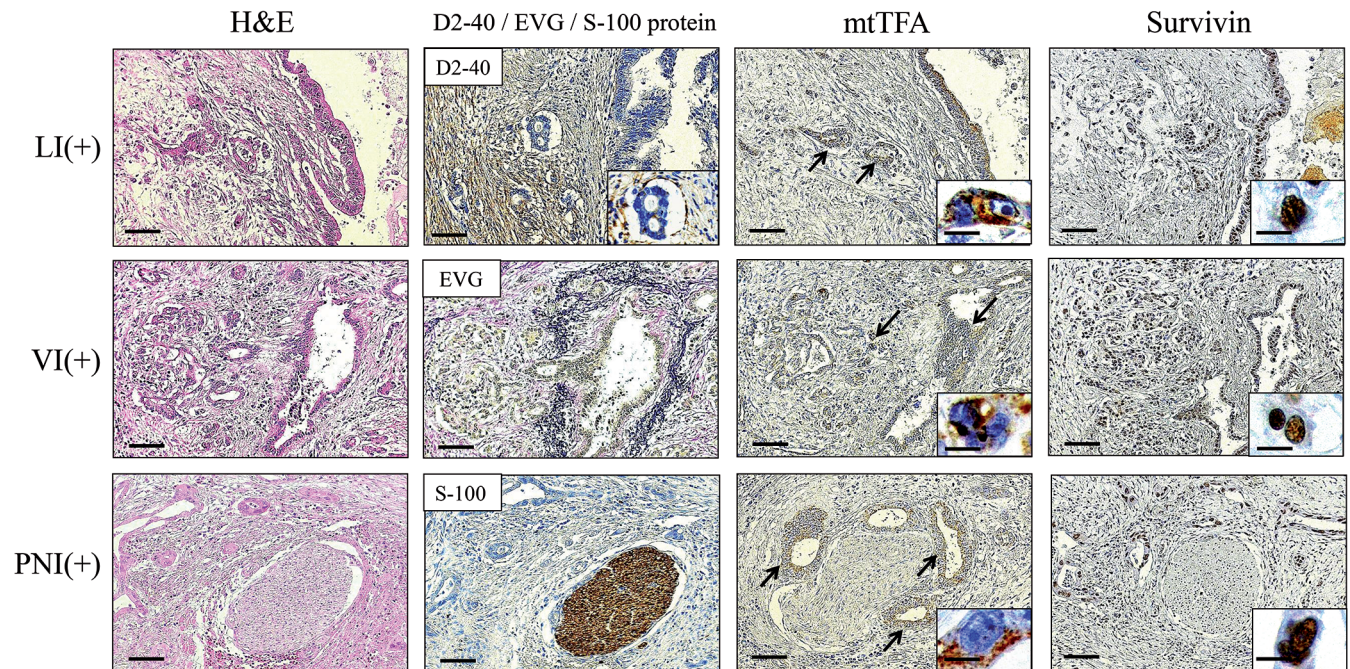 H&E
D2-40 / EVG / S-100 protein
mtTFA
Survivin
LI(+)
D2-40
VI(+)
EVG
PNI(+)
S-100